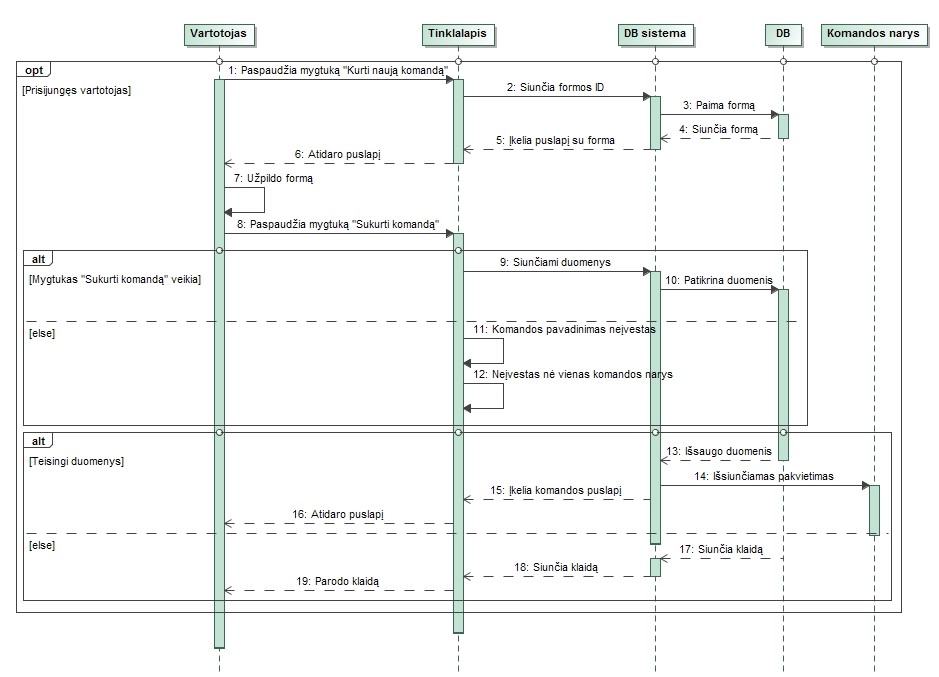 Vartotojas
Tinklalapis
DB sistema
DB
Komandos narys
opt
[Prisijungęs vartotojas]
1: Paspaudžia mygtuką "Kurti naują komandą"
2: Siunčia formos ID
3: Paima formą
4: Siunčia formą
5: Įkelia puslapį su forma
6: Atidaro puslapį
7: Užpildo formą
8: Paspaudžia mygtuką "Sukurti komandą"
alt
[Mygtukas "Sukurti komandą" veikia]
9: Siunčiami duomenys
10: Patikrina duomenis
[else]
11: Komandos pavadinimas neįvestas
12: Neįvestas nė vienas komandos narys
alt
[Teisingi duomenys]
13: Išsaugo duomenis
14: Išsiunčiamas pakvietimas
15: Įkelia komandos puslapį
16: Atidaro puslapį
[else]
17: Siunčia klaidą
18: Siunčia klaidą
19: Parodo klaidą